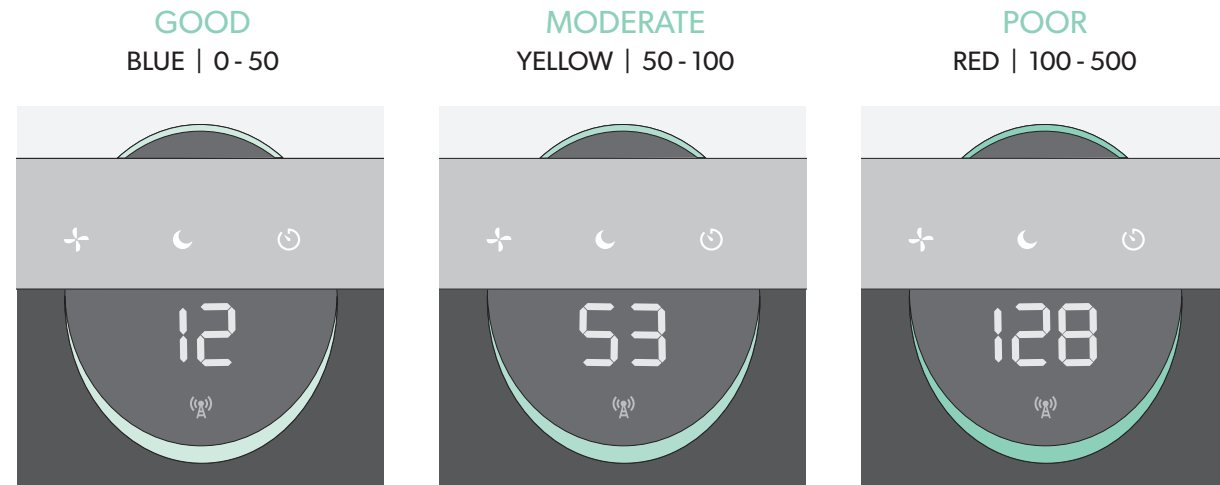 GOOD
BLUE | 0 - 50
MODERATE
YELLOW | 50 - 100
POOR
RED | 100 - 500
12
53
128